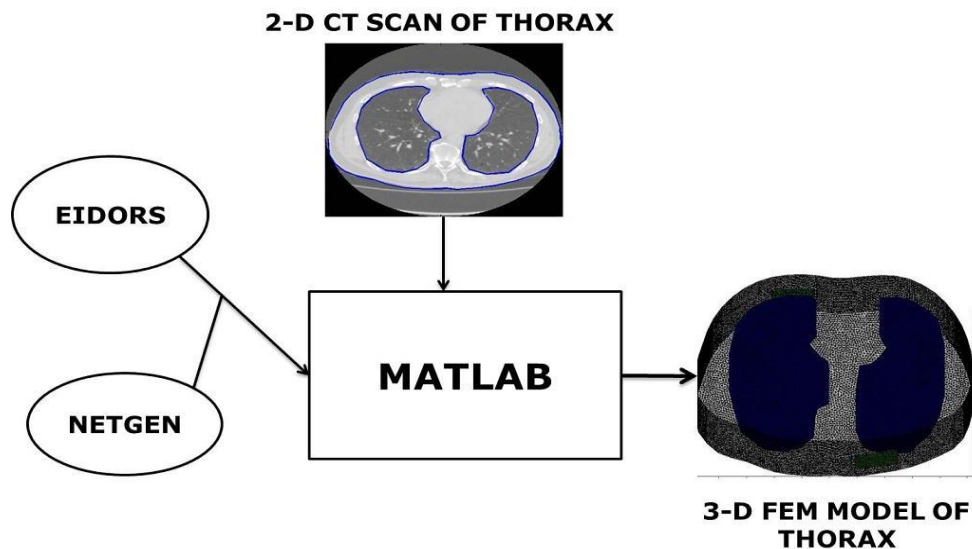 2-D CT SCAN OF THORAX
EIDORS
MATLAB
NETGEN
3-D FEM MODEL OF
THORAX